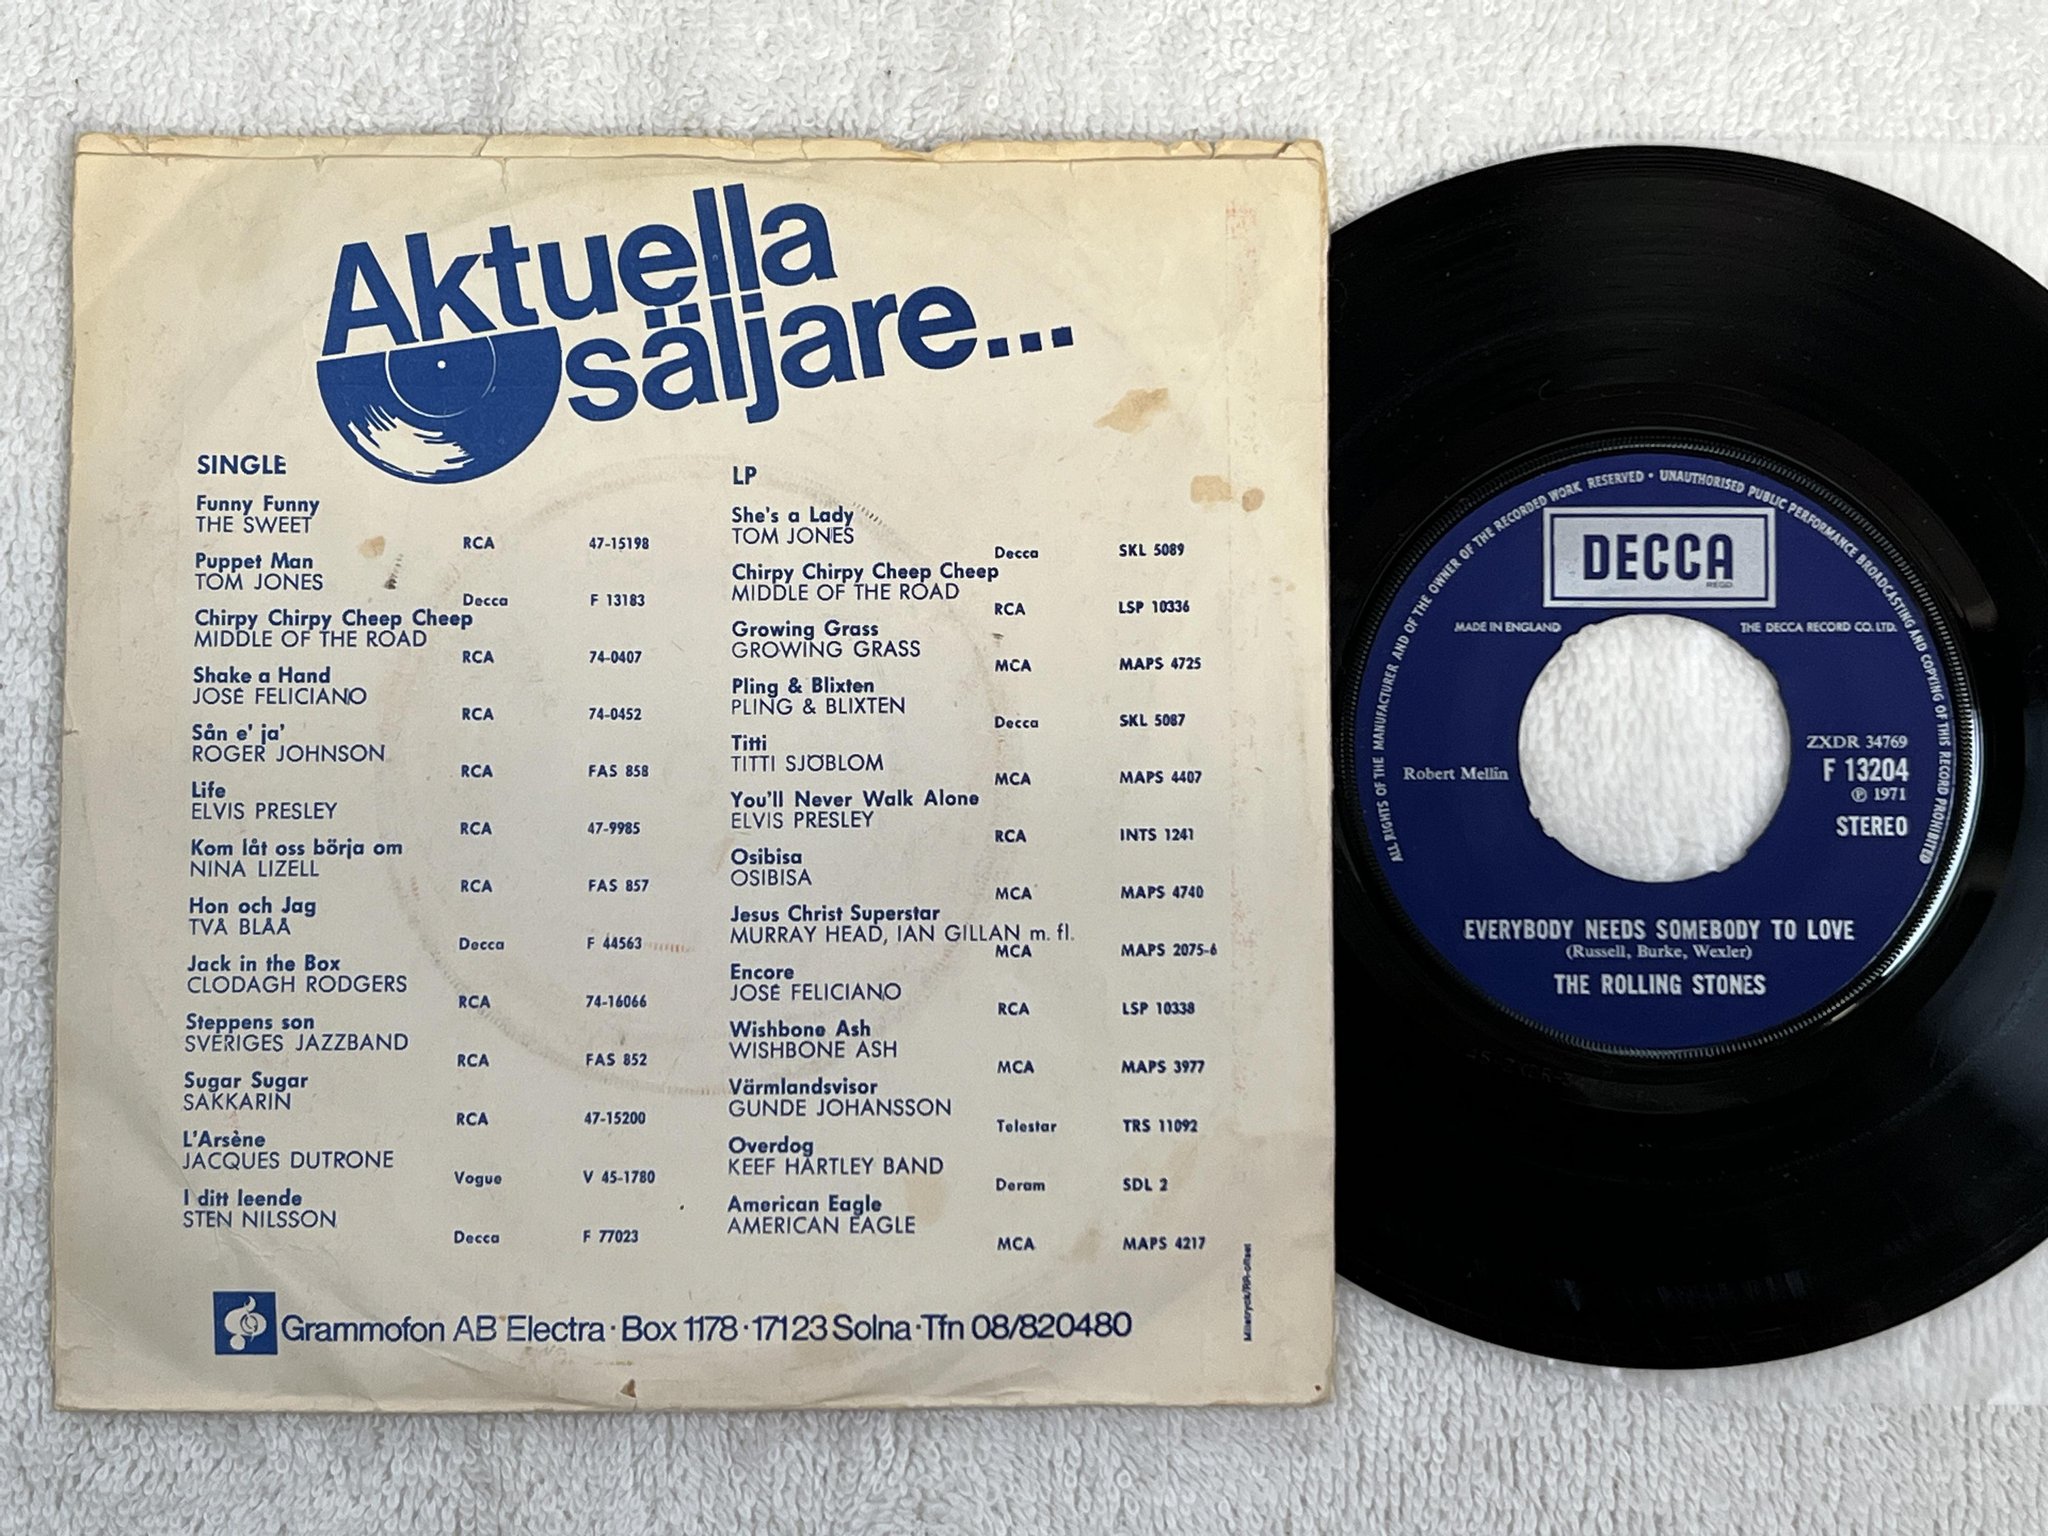 Aktuella
säljare...
SINGLE
Funny Funny
THE SWEET
RCA 47-15198
Puppet Man
TOM JONES
Decca F 13183
Chirpy Chirpy Cheep Cheep
MIDDLE OF THE ROAD
RCA 74-0407
Shake a Hand
JOSÉ FELICIANO
RCA 74-0452
Sån e' ja'
ROGER JOHNSON
RCA FAS 858
Life
ELVIS PRESLEY
RCA 47-9985
Kom låt oss börja om
NINA LIZELL
RCA FAS 857
Hon och Jag
TVÅ BLÅÅ
Decca F 44563
Jack in the Box
CLODAGH RODGERS
RCA 74-16066
Steppens son
SVERIGES JAZZBAND
RCA FAS 852
Sugar Sugar
SAKKARIN
RCA 47-15200
L'Arsène
JACQUES DUTRONE
Vogue V 45-1780
I ditt leende
STEN NILSSON
Decca F 77023
LP
She's a Lady
TOM JONES
Decca SKL 5089
Chirpy Chirpy Cheep Cheep
MIDDLE OF THE ROAD
RCA LSP 10336
Growing Grass
GROWING GRASS
MCA MAPS 4725
Pling & Blixten
PLING & BLIXTEN
Decca SKL 5087
Titti
TITTI SJÖBLOM
MCA MAPS 4407
You'll Never Walk Alone
ELVIS PRESLEY
RCA INTS 1241
Osibisa
OSIBISA
MCA MAPS 4740
Jesus Christ Superstar
MURRAY HEAD, IAN GILLAN m. fl.
MCA MAPS 2075-6
Encore
JOSÉ FELICIANO
RCA LSP 10338
Wishbone Ash
WISHBONE ASH
MCA MAPS 3977
Värmlandsvisor
GUNDE JOHANSSON
Telestar TRS 11092
Overdog
KEEF HARTLEY BAND
Deram SDL 2
American Eagle
AMERICAN EAGLE
MCA MAPS 4217
Grammofon AB Electra · Box 1178 · 171 23 Solna · Tfn 08/820480
ALL RIGHTS OF THE MANUFACTURER AND OF THE OWNER OF THE RECORDED WORK RESERVED · UNAUTHORISED PUBLIC PERFORMANCE BROADCASTING AND COPYING OF THIS RECORD PROHIBITED
DECCA
REGD.
MADE IN ENGLAND THE DECCA RECORD CO. LTD.
Robert Mellin
ZXDR 34769
F 13204
℗ 1971
STEREO
EVERYBODY NEEDS SOMEBODY TO LOVE
(Russell, Burke, Wexler)
THE ROLLING STONES